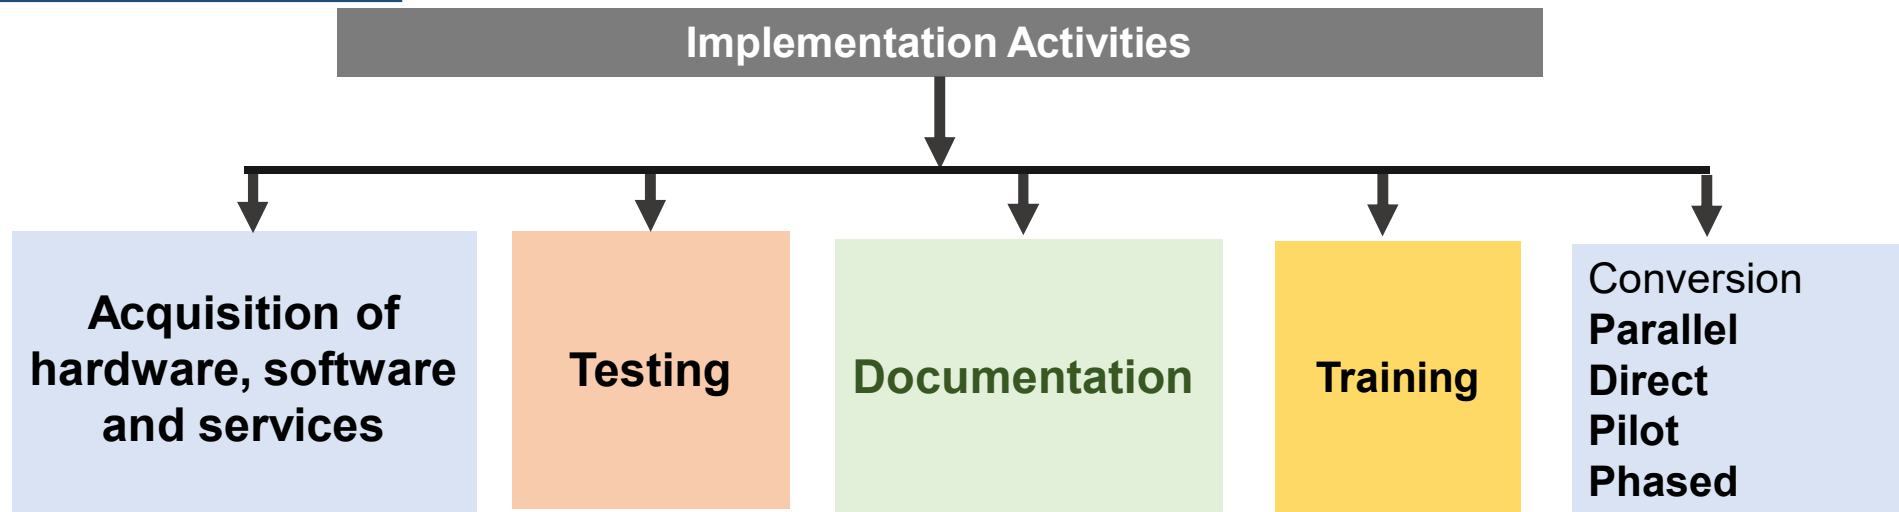 Implementation Activities
Acquisition of
hardware, software
and services
Testing
Documentation
Training
Conversion
Parallel
Direct
Pilot
Phased